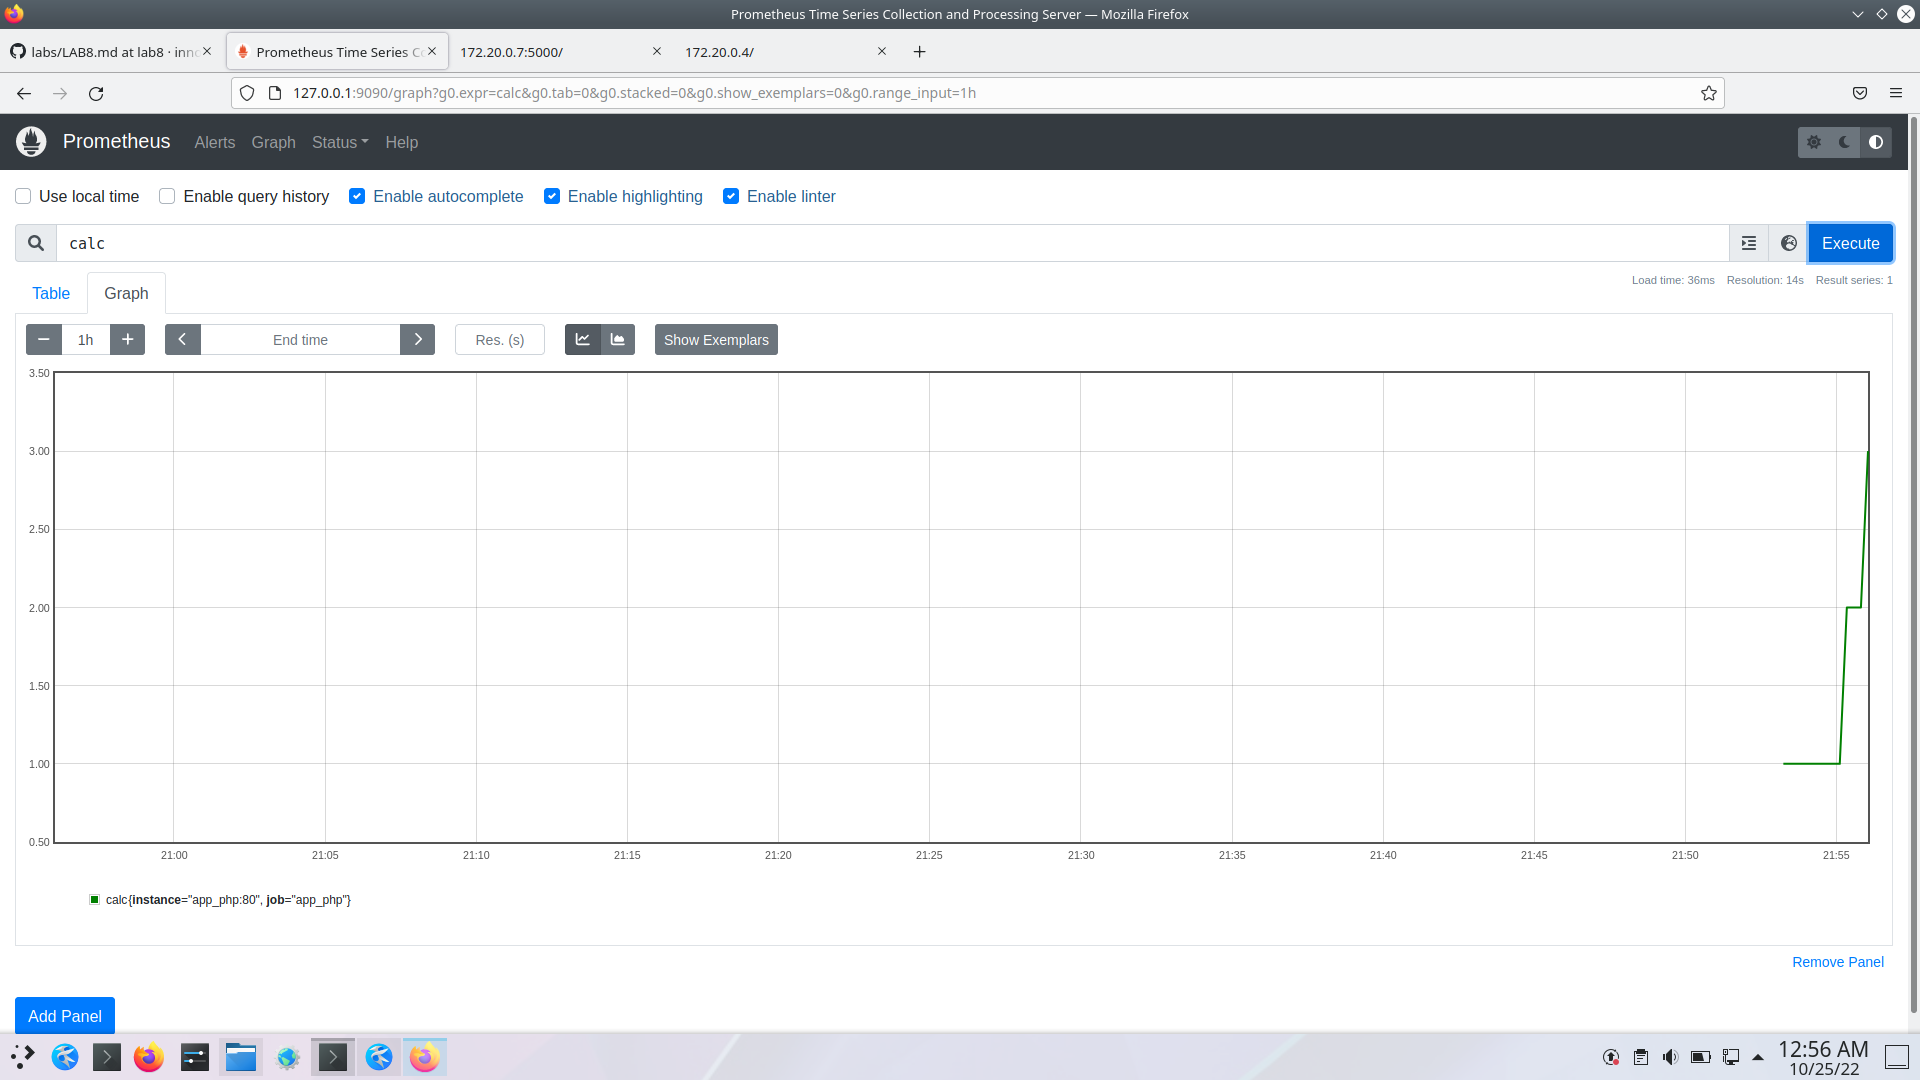 Prometheus Time Series Collection and Processing Server — Mozilla Firefox
labs/LAB8.md at lab8 · inno
Prometheus Time Series Co
172.20.0.7:5000/
172.20.0.4/
127.0.0.1:9090/graph?g0.expr=calc&g0.tab=0&g0.stacked=0&g0.show_exemplars=0&g0.range_input=1h
Prometheus Alerts Graph Status Help
Use local time Enable query history Enable autocomplete Enable highlighting Enable linter
calc
Execute
Load time: 36ms Resolution: 14s Result series: 1
Table Graph
1h End time Res. (s) Show Exemplars
3.50
3.00
2.50
2.00
1.50
1.00
0.50
21:00 21:05 21:10 21:15 21:20 21:25 21:30 21:35 21:40 21:45 21:50 21:55
calc{instance="app_php:80", job="app_php"}
Remove Panel
Add Panel
12:56 AM
10/25/22